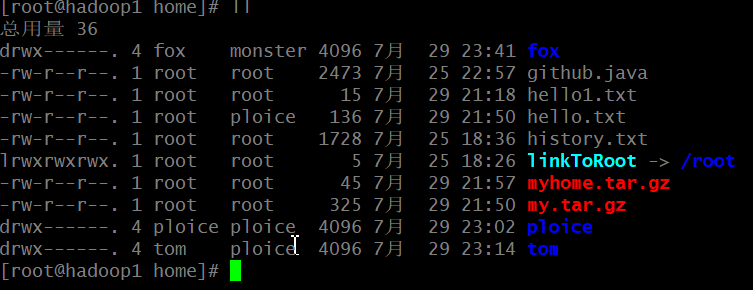 [root@hadoop1 home]# ll
总用量 36
drwx------. 4 fox    monster 4096 7月  29 23:41 fox
-rw-r--r--. 1 root   root    2473 7月  25 22:57 github.java
-rw-r--r--. 1 root   root      15 7月  29 21:18 hello1.txt
-rw-r--r--. 1 root   ploice   136 7月  29 21:50 hello.txt
-rw-r--r--. 1 root   root    1728 7月  25 18:36 history.txt
lrwxrwxrwx. 1 root   root       5 7月  25 18:26 linkToRoot -> /root
-rw-r--r--. 1 root   root      45 7月  29 21:57 myhome.tar.gz
-rw-r--r--. 1 root   root     325 7月  29 21:50 my.tar.gz
drwx------. 4 ploice ploice  4096 7月  29 23:02 ploice
drwx------. 4 tom    ploice  4096 7月  29 23:14 tom
[root@hadoop1 home]#